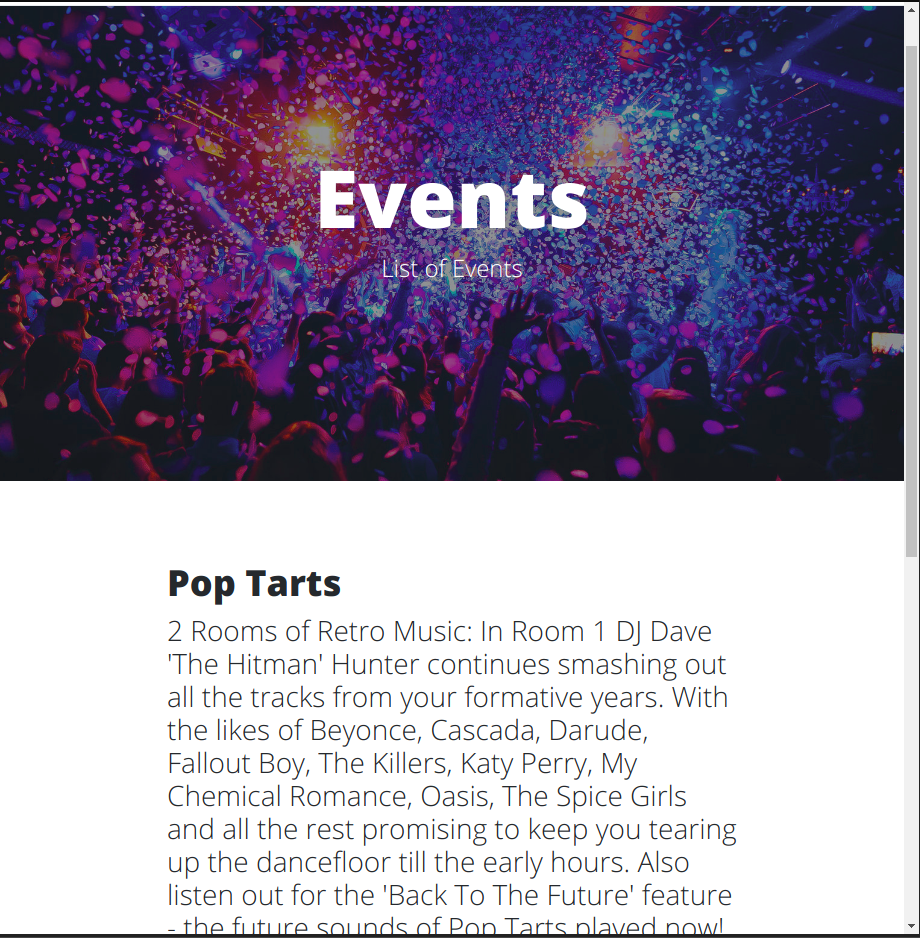 Events
List of Events
Pop Tarts
2 Rooms of Retro Music: In Room 1 DJ Dave
'The Hitman' Hunter continues smashing out
all the tracks from your formative years. With
the likes of Beyonce, Cascada, Darude,
Fallout Boy, The Killers, Katy Perry, My
Chemical Romance, Oasis, The Spice Girls
and all the rest promising to keep you tearing
up the dancefloor till the early hours. Also
listen out for the 'Back To The Future' feature
- the future sounds of Pop Tarts played now!